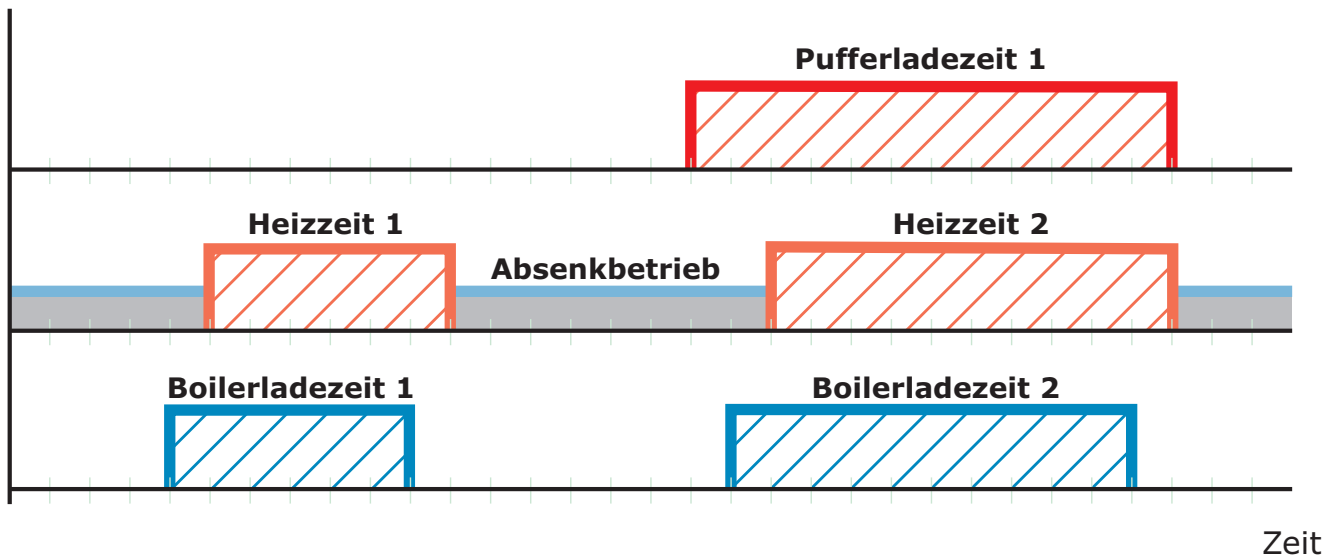 Pufferladezeit 1
Heizzeit 1
Heizzeit 2
Absenkbetrieb
Boilerladezeit 1
Boilerladezeit 2
Zeit